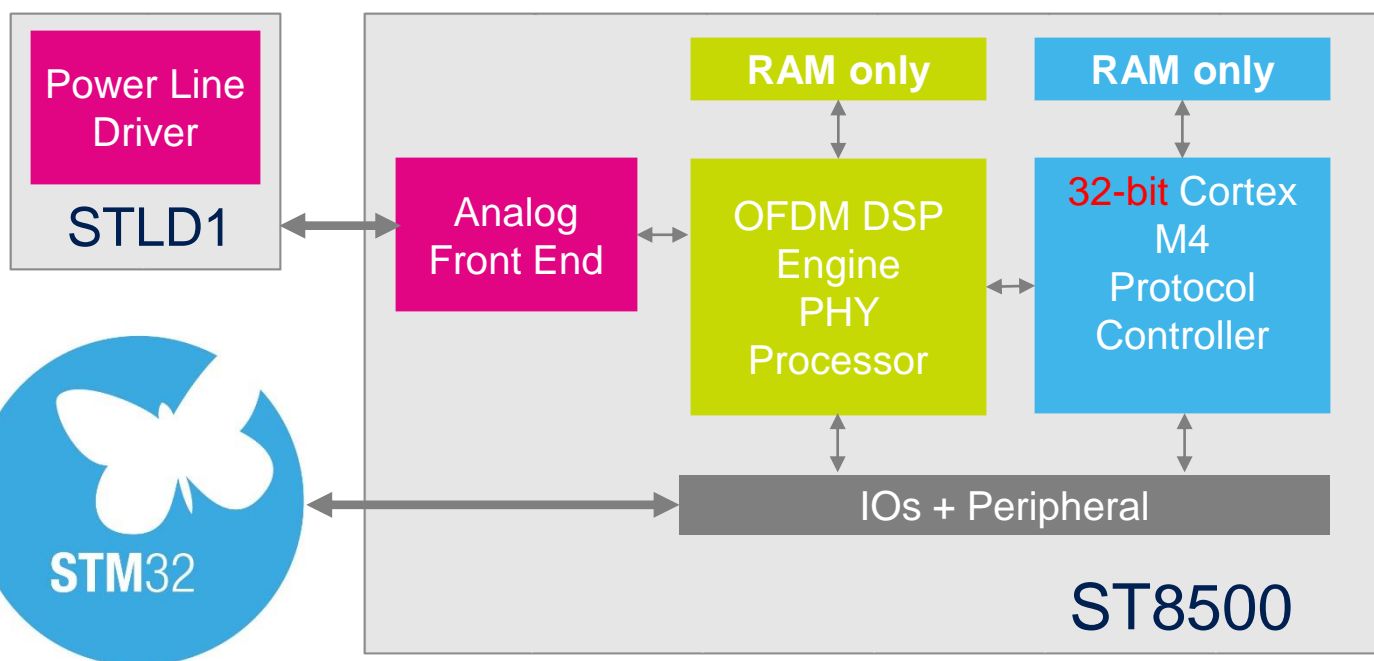 Power Line
Driver
STLD1
RAM only
RAM only
Analog
Front End
OFDM DSP
Engine
PHY
Processor
32-bit Cortex
M4
Protocol
Controller
IOs + Peripheral
STM32
ST8500